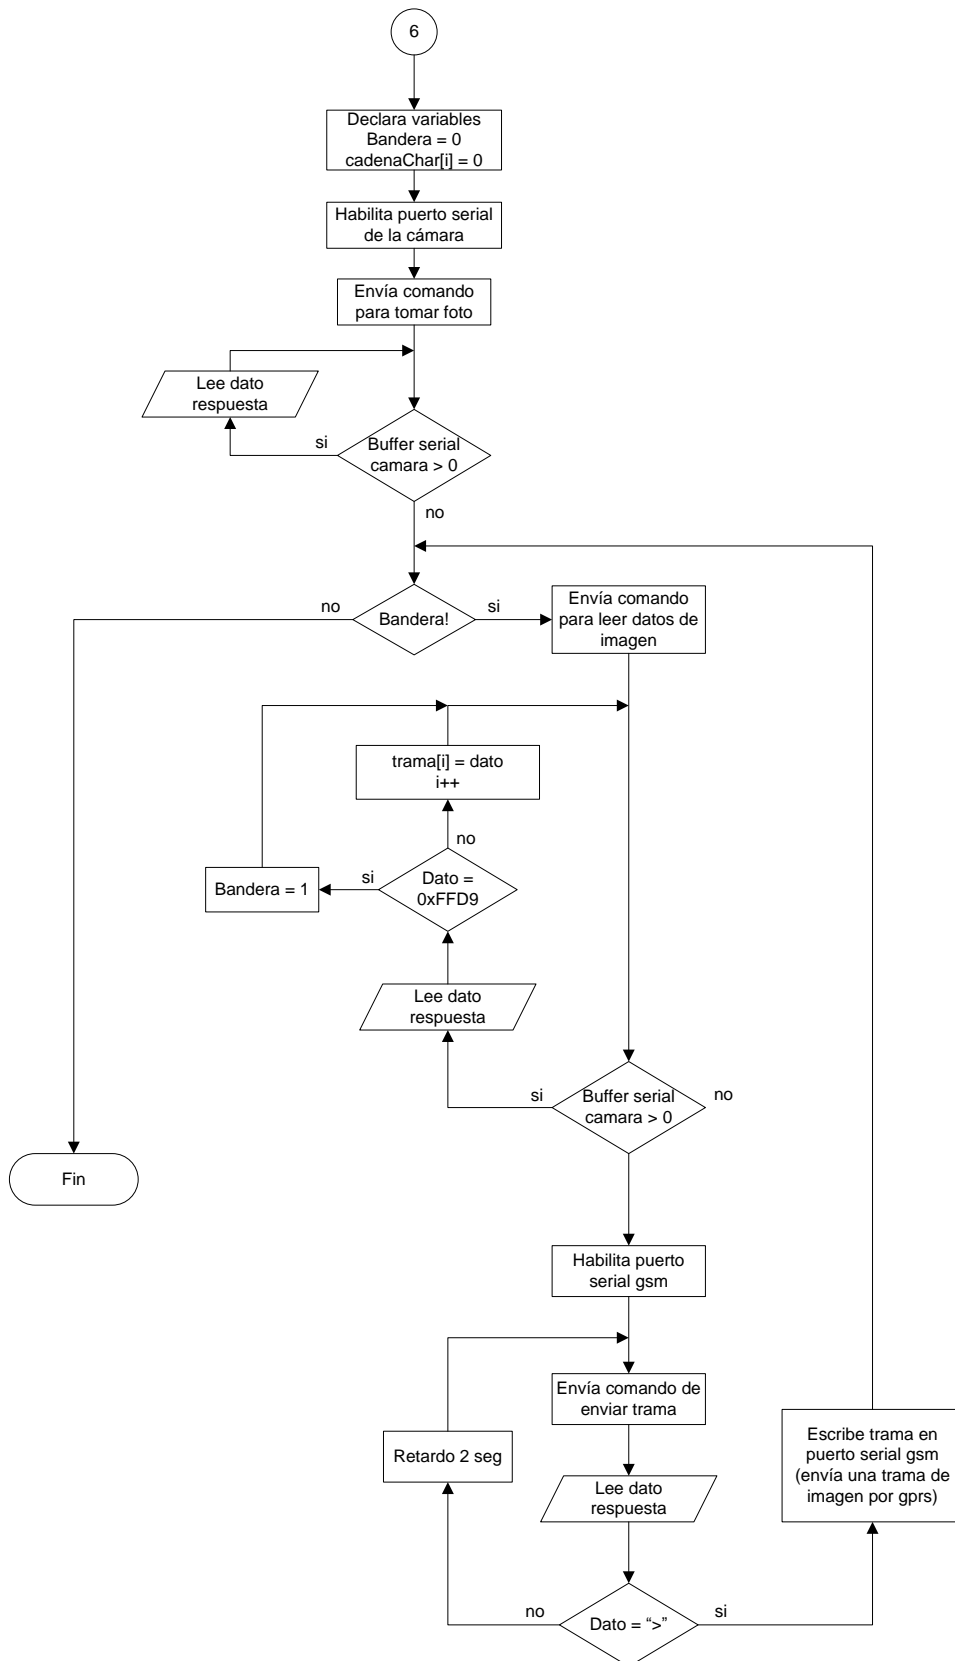 6
Declara variables
Bandera = 0
cadenaChar[i] = 0
Habilita puerto serial
de la cámara
Envía comando
para tomar foto
Lee dato
respuesta
si
Buffer serial
camara > 0
no
no
Bandera!
si
Envía comando
para leer datos de
imagen
trama[i] = dato
i++
no
Bandera = 1
si
Dato =
0xFFD9
Lee dato
respuesta
si
Buffer serial
camara > 0
no
Fin
Habilita puerto
serial gsm
Envía comando de
enviar trama
Retardo 2 seg
Lee dato
respuesta
Escribe trama en
puerto serial gsm
(envía una trama de
imagen por gprs)
no
Dato = “>”
si